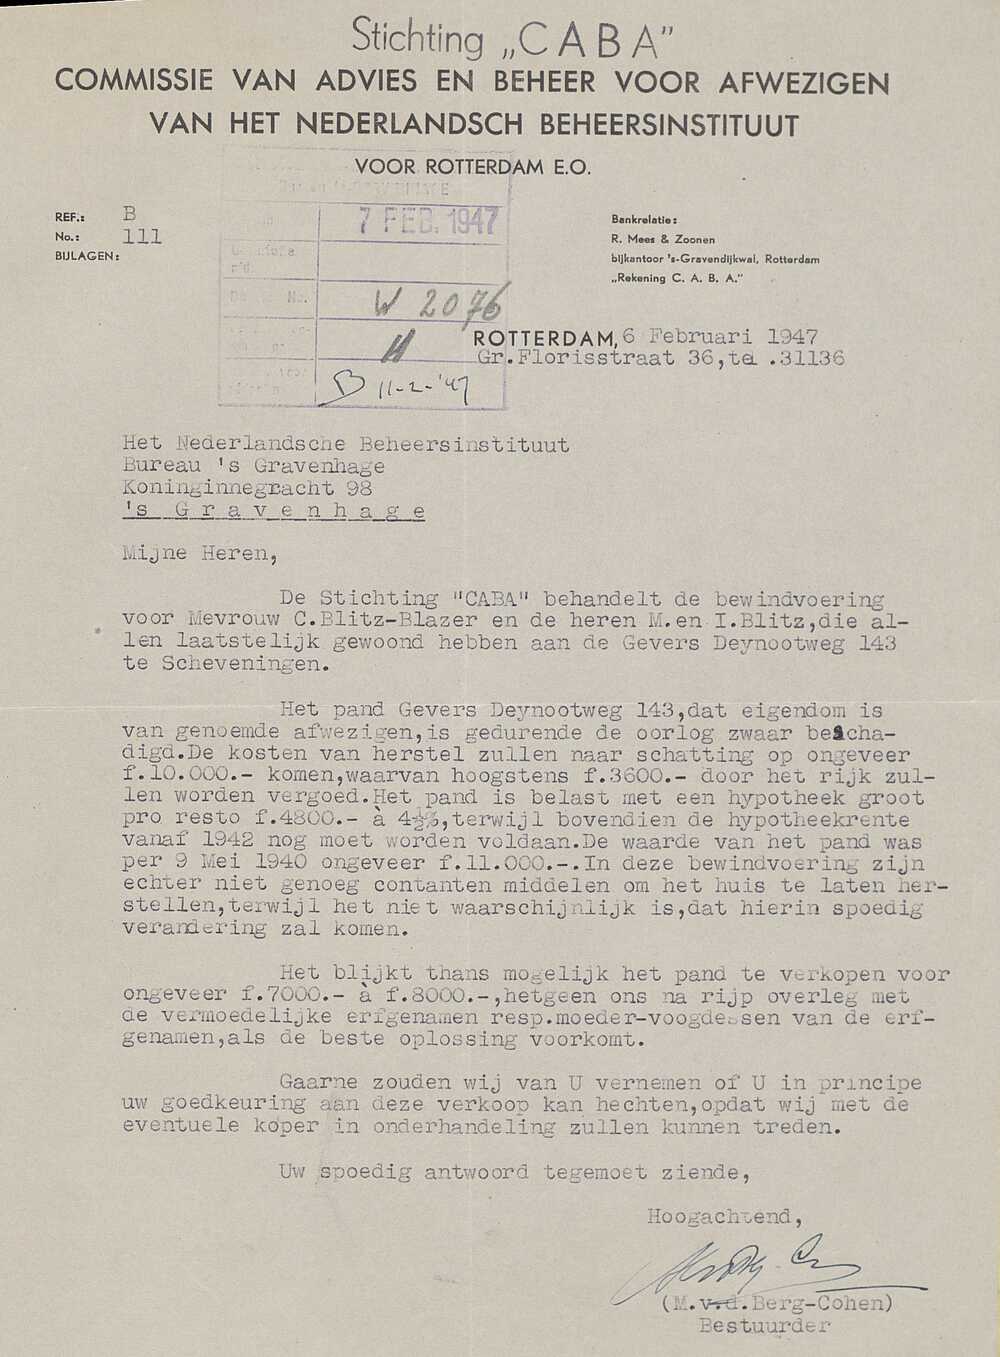 Stichting „CABA”
COMMISSIE VAN ADVIES EN BEHEER VOOR AFWEZIGEN
VAN HET NEDERLANDSCH BEHEERSINSTITUUT
VOOR ROTTERDAM E.O.
REF.: B
No.: 111
BIJLAGEN:
7 FEB. 1947
No. W 2076
B 11-2-'47
Bankrelatie:
R. Mees & Zoonen
bijkantoor 's-Gravendijkwal, Rotterdam
„Rekening C. A. B. A.”
ROTTERDAM, 6 Februari 1947
Gr.Florisstraat 36,tel .31136
Het Nederlandsche Beheersinstituut
Bureau 's Gravenhage
Koninginnegracht 98
's Gravenhage
Mijne Heren,
De Stichting "CABA" behandelt de bewindvoering
voor Mevrouw C.Blitz-Blazer en de heren M.en I.Blitz,die al-
len laatstelijk gewoond hebben aan de Gevers Deynootweg 143
te Scheveningen.
Het pand Gevers Deynootweg 143,dat eigendom is
van genoemde afwezigen,is gedurende de oorlog zwaar bescha-
digd.De kosten van herstel zullen naar schatting op ongeveer
f.10.000.- komen,waarvan hoogstens f.3600.- door het rijk zul-
len worden vergoed.Het pand is belast met een hypotheek groot
pro resto f.4800.- à 4½%,terwijl bovendien de hypotheekrente
vanaf 1942 nog moet worden voldaan.De waarde van het pand was
per 9 Mei 1940 ongeveer f.11.000.-.In deze bewindvoering zijn
echter niet genoeg contanten middelen om het huis te laten her-
stellen,terwijl het niet waarschijnlijk is,dat hierin spoedig
verandering zal komen.
Het blijkt thans mogelijk het pand te verkopen voor
ongeveer f.7000.- à f.8000.-,hetgeen ons na rijp overleg met
de vermoedelijke erfgenamen resp.moeder-voogdessen van de erf-
genamen,als de beste oplossing voorkomt.
Gaarne zouden wij van U vernemen of U in principe
uw goedkeuring aan deze verkoop kan hechten,opdat wij met de
eventuele koper in onderhandeling zullen kunnen treden.
Uw spoedig antwoord tegemoet ziende,
Hoogachtend,
(M.v.d.Berg-Cohen)
Bestuurder